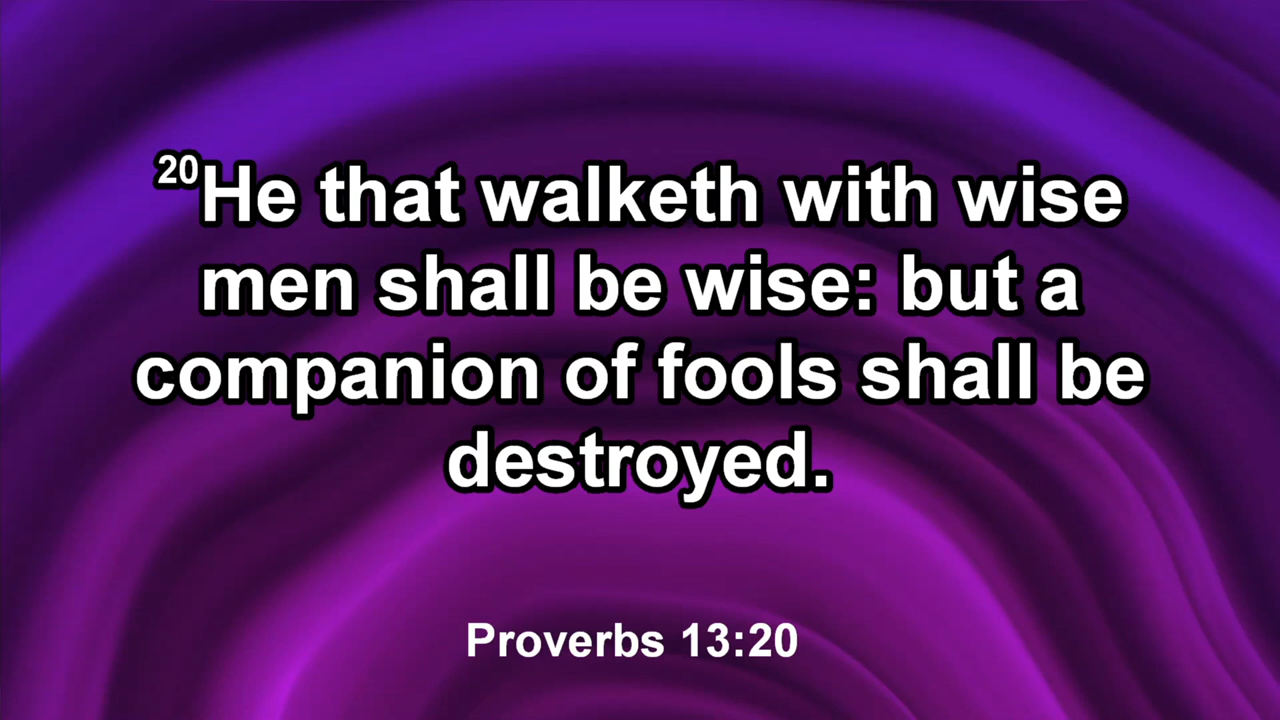 20He that walketh with wise
men shall be wise: but a
companion of fools shall be
destroyed.
Proverbs 13:20